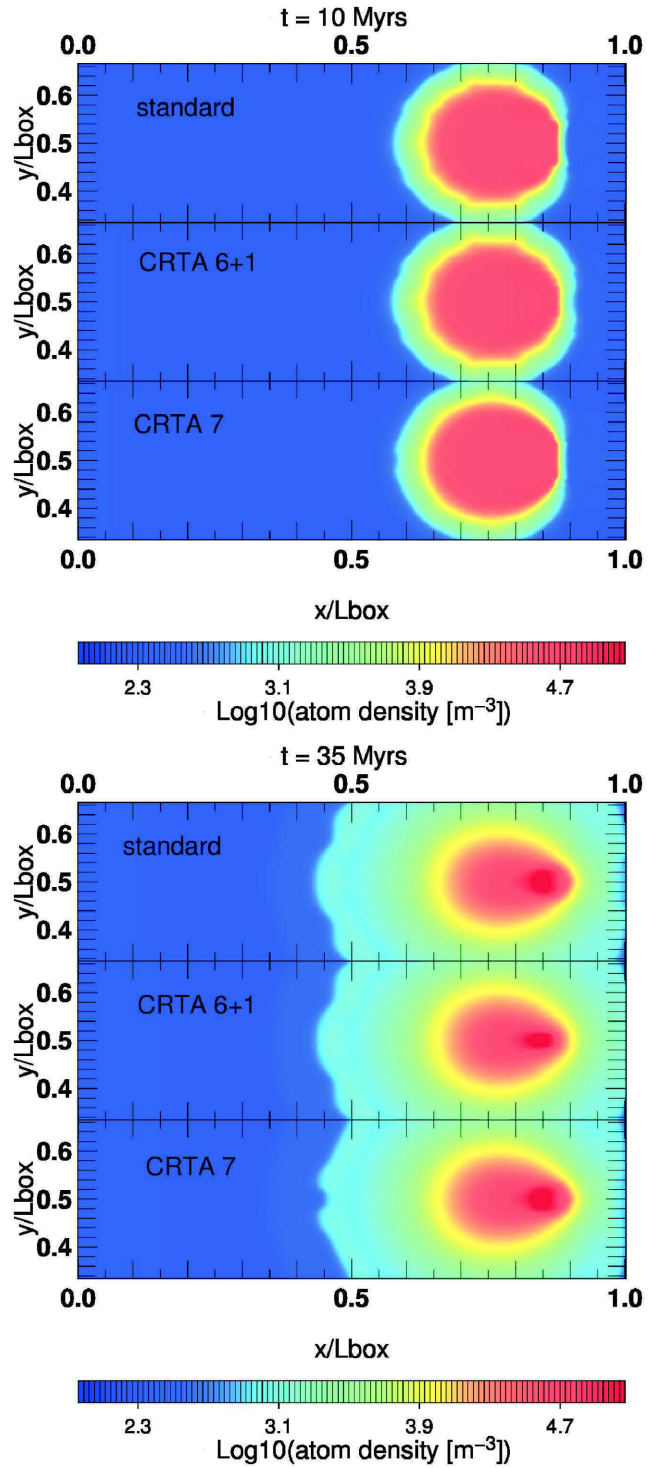 t = 10 Myrs
0.0 0.5 1.0
standard
y/Lbox
0.6
0.5
0.4
CRTA 6+1
y/Lbox
0.6
0.5
0.4
CRTA 7
y/Lbox
0.6
0.5
0.4
0.0 0.5 1.0
x/Lbox
2.3 3.1 3.9 4.7
Log10(atom density [m⁻³])
t = 35 Myrs
0.0 0.5 1.0
standard
y/Lbox
0.6
0.5
0.4
CRTA 6+1
y/Lbox
0.6
0.5
0.4
CRTA 7
y/Lbox
0.6
0.5
0.4
0.0 0.5 1.0
x/Lbox
2.3 3.1 3.9 4.7
Log10(atom density [m⁻³])